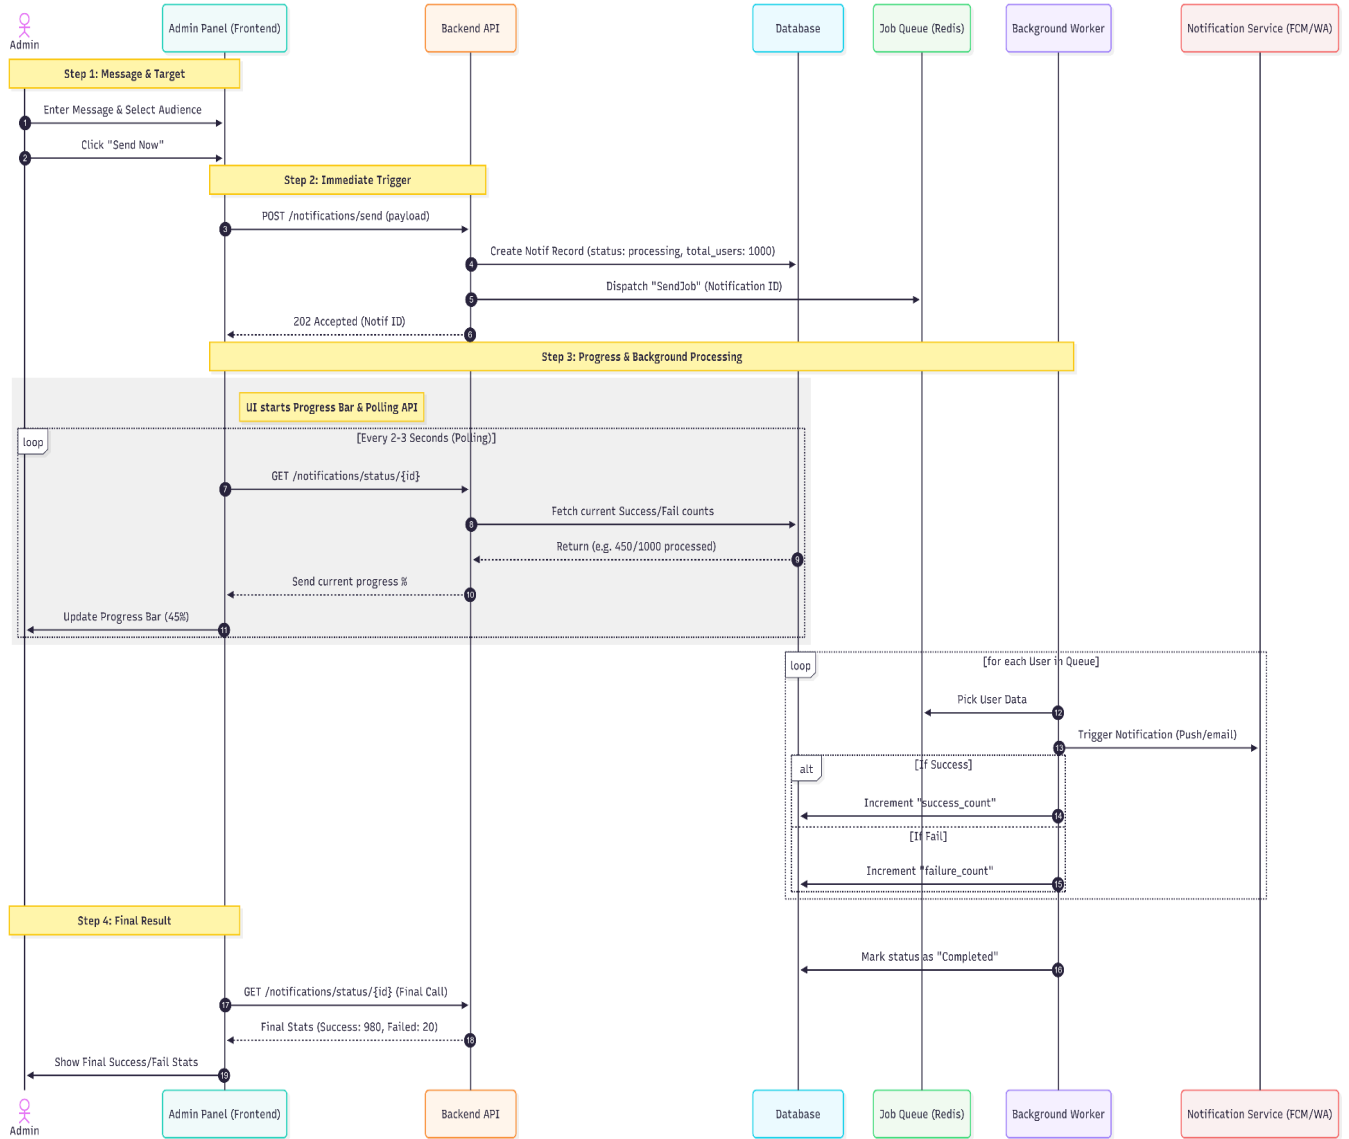 Admin
Admin Panel (Frontend)
Backend API
Database
Job Queue (Redis)
Background Worker
Notification Service (FCM/WA)
Step 1: Message & Target
Enter Message & Select Audience
1
Click "Send Now"
2
Step 2: Immediate Trigger
POST /notifications/send (payload)
3
Create Notif Record (status: processing, total_users: 1000)
4
Dispatch "SendJob" (Notification ID)
5
202 Accepted (Notif ID)
6
Step 3: Progress & Background Processing
UI starts Progress Bar & Polling API
loop
[Every 2-3 Seconds (Polling)]
GET /notifications/status/{id}
7
Fetch current Success/Fail counts
8
Return (e.g. 450/1000 processed)
9
Send current progress %
10
Update Progress Bar (45%)
11
loop
[for each User in Queue]
Pick User Data
12
Trigger Notification (Push/email)
13
alt
[If Success]
Increment "success_count"
14
[If Fail]
Increment "failure_count"
15
Step 4: Final Result
Mark status as "Completed"
16
GET /notifications/status/{id} (Final Call)
17
Final Stats (Success: 980, Failed: 20)
18
Show Final Success/Fail Stats
19
Admin
Admin Panel (Frontend)
Backend API
Database
Job Queue (Redis)
Background Worker
Notification Service (FCM/WA)